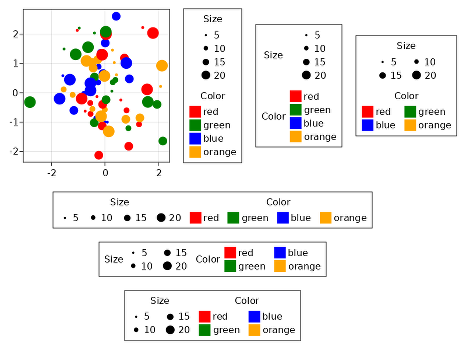 2
1
0
1
2
-2 0 2
Size
5
10
15
20
Color
red
green
blue
orange
Size
5
10
15
20
Color
red
green
blue
orange
5 10
15 20
red green
blue orange
Size Color
5 10 15 20 red green blue orange
Size 5 15 Color red blue
10 20 green orange
Size Color
5 15 red blue
10 20 green orange